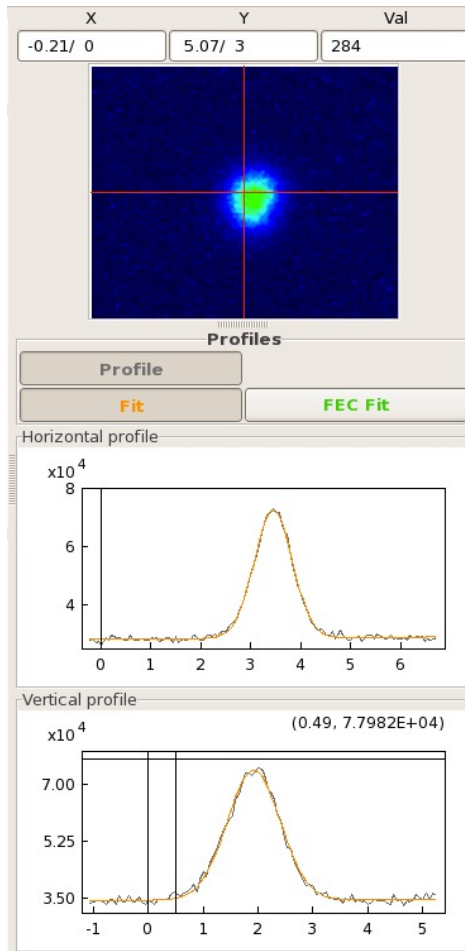 X Y Val
-0.21/ 0 5.07/ 3 284
Profiles
Profile
Fit FEC Fit
Horizontal profile
x10^4
8
6
4
0 1 2 3 4 5 6
Vertical profile
(0.49, 7.7982E+04)
x10^4
7.00
5.25
3.50
-1 0 1 2 3 4 5